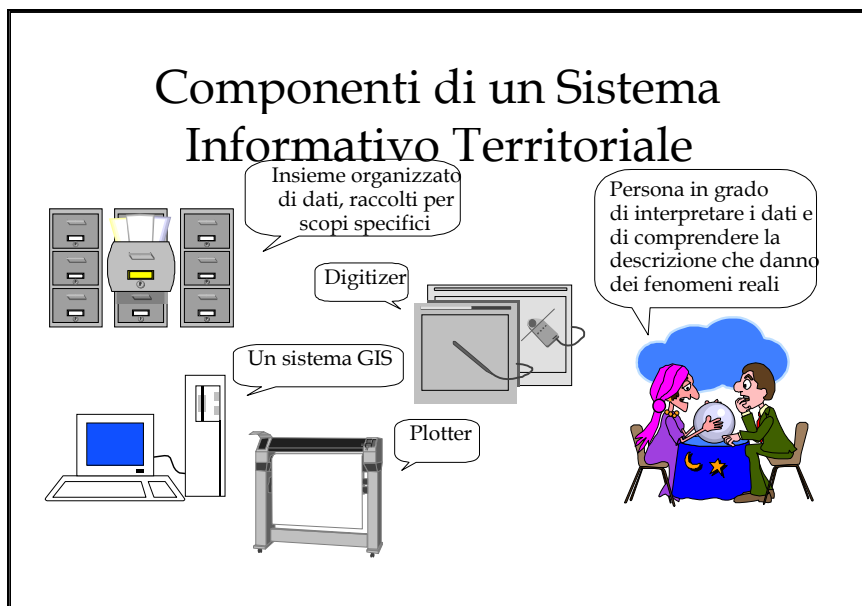 Componenti di un Sistema
Informativo Territoriale
Insieme organizzato
di dati, raccolti per
scopi specifici
Persona in grado
di interpretare i dati e
di comprendere la
descrizione che danno
dei fenomeni reali
Digitizer
Un sistema GIS
Plotter